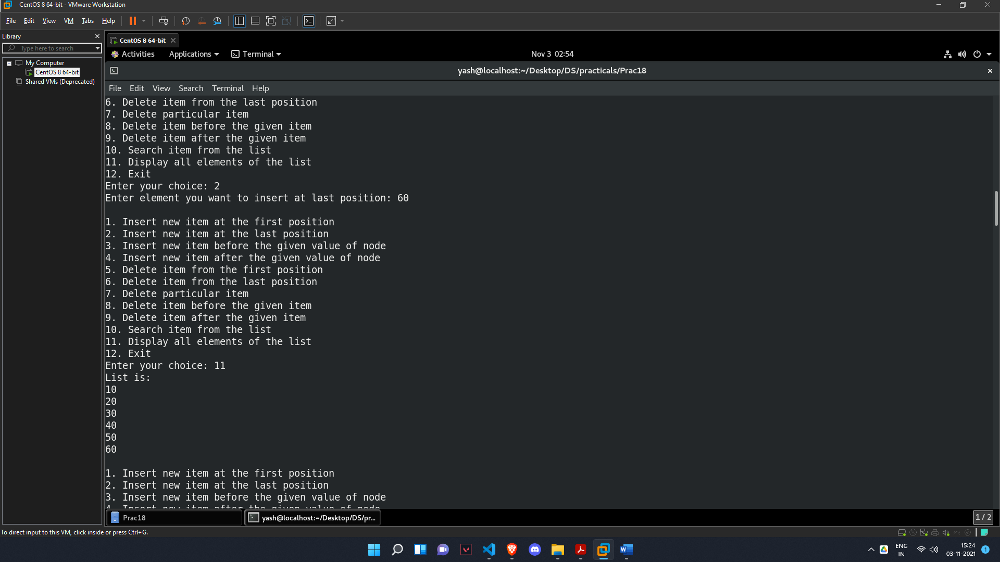 CentOS 8 64-bit - VMware Workstation
File Edit View VM Tabs Help
Library
Type here to search
My Computer
CentOS 8 64-bit
Shared VMs (Deprecated)
CentOS 8 64-bit
Activities Applications Terminal Nov 3 02:54
yash@localhost:~/Desktop/DS/practicals/Prac18
File Edit View Search Terminal Help
6. Delete item from the last position
7. Delete particular item
8. Delete item before the given item
9. Delete item after the given item
10. Search item from the list
11. Display all elements of the list
12. Exit
Enter your choice: 2
Enter element you want to insert at last position: 60
1. Insert new item at the first position
2. Insert new item at the last position
3. Insert new item before the given value of node
4. Insert new item after the given value of node
5. Delete item from the first position
6. Delete item from the last position
7. Delete particular item
8. Delete item before the given item
9. Delete item after the given item
10. Search item from the list
11. Display all elements of the list
12. Exit
Enter your choice: 11
List is:
10
20
30
40
50
60
1. Insert new item at the first position
2. Insert new item at the last position
3. Insert new item before the given value of node
4. Insert new item after the given value of node
Prac18
yash@localhost:~/Desktop/DS/pr...
1 / 2
To direct input to this VM, click inside or press Ctrl+G.
ENG
IN
15:24
03-11-2021
1